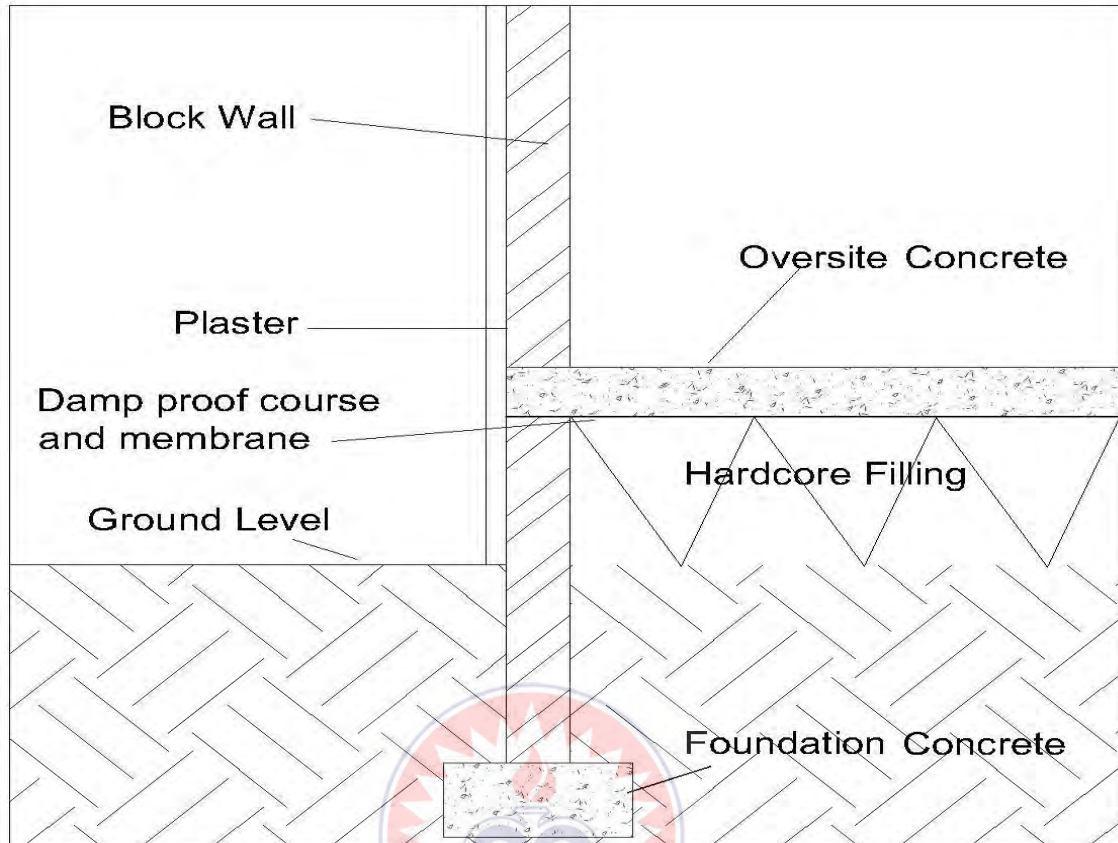 Block Wall
Oversite Concrete
Plaster
Damp proof course
and membrane
Hardcore Filling
Ground Level
Foundation Concrete